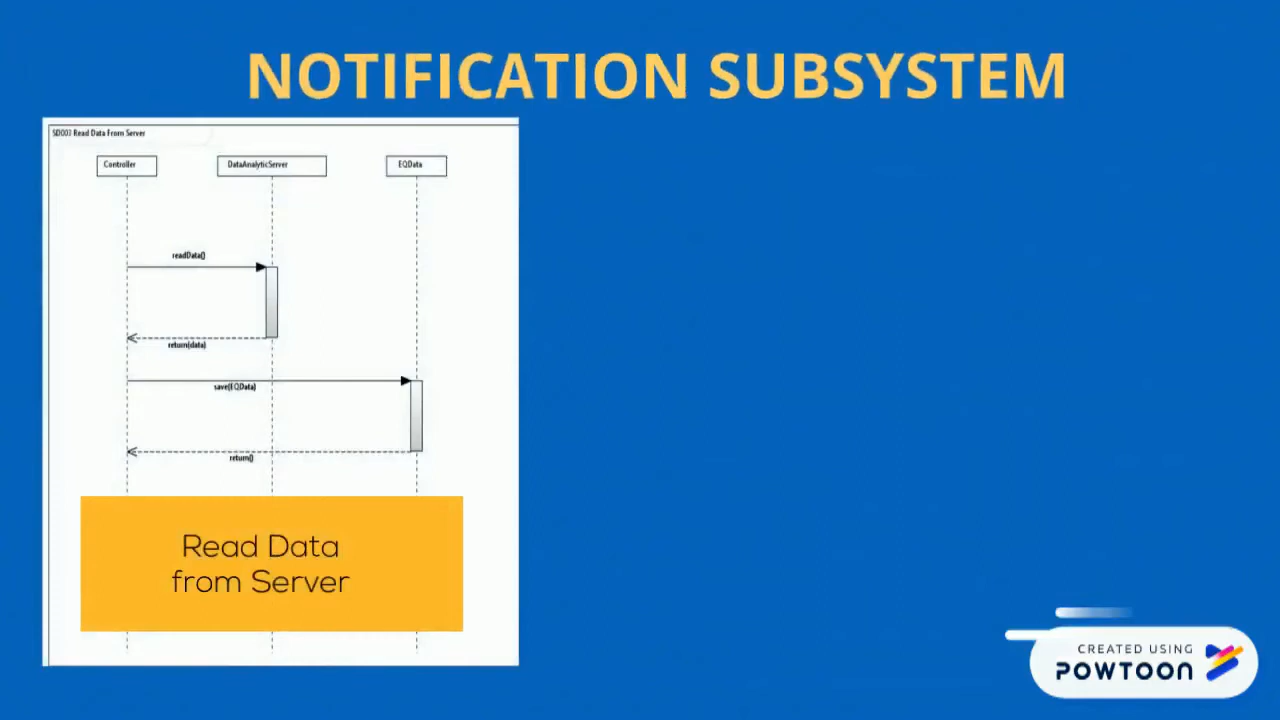 NOTIFICATION SUBSYSTEM
SD003 Read Data From Server
Controller
DataAnalyticServer
EQData
readData()
return(data)
save(EQData)
return()
Read Data
from Server
CREATED USING
POWTOON